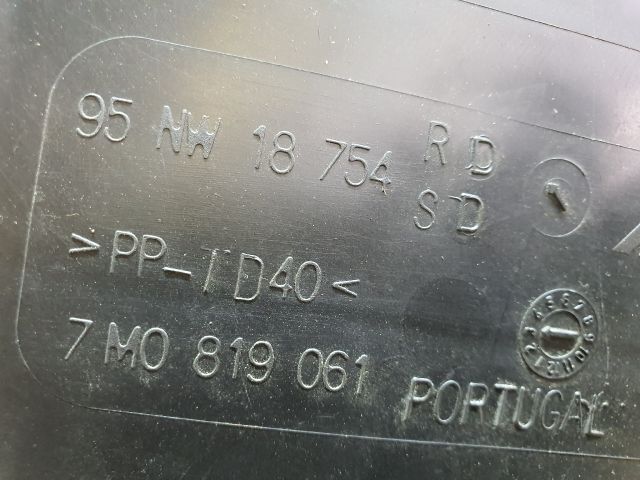 95 NW 18 754 RD
SD
>PP-TD40<
7M0 819 061
PORTUGAL